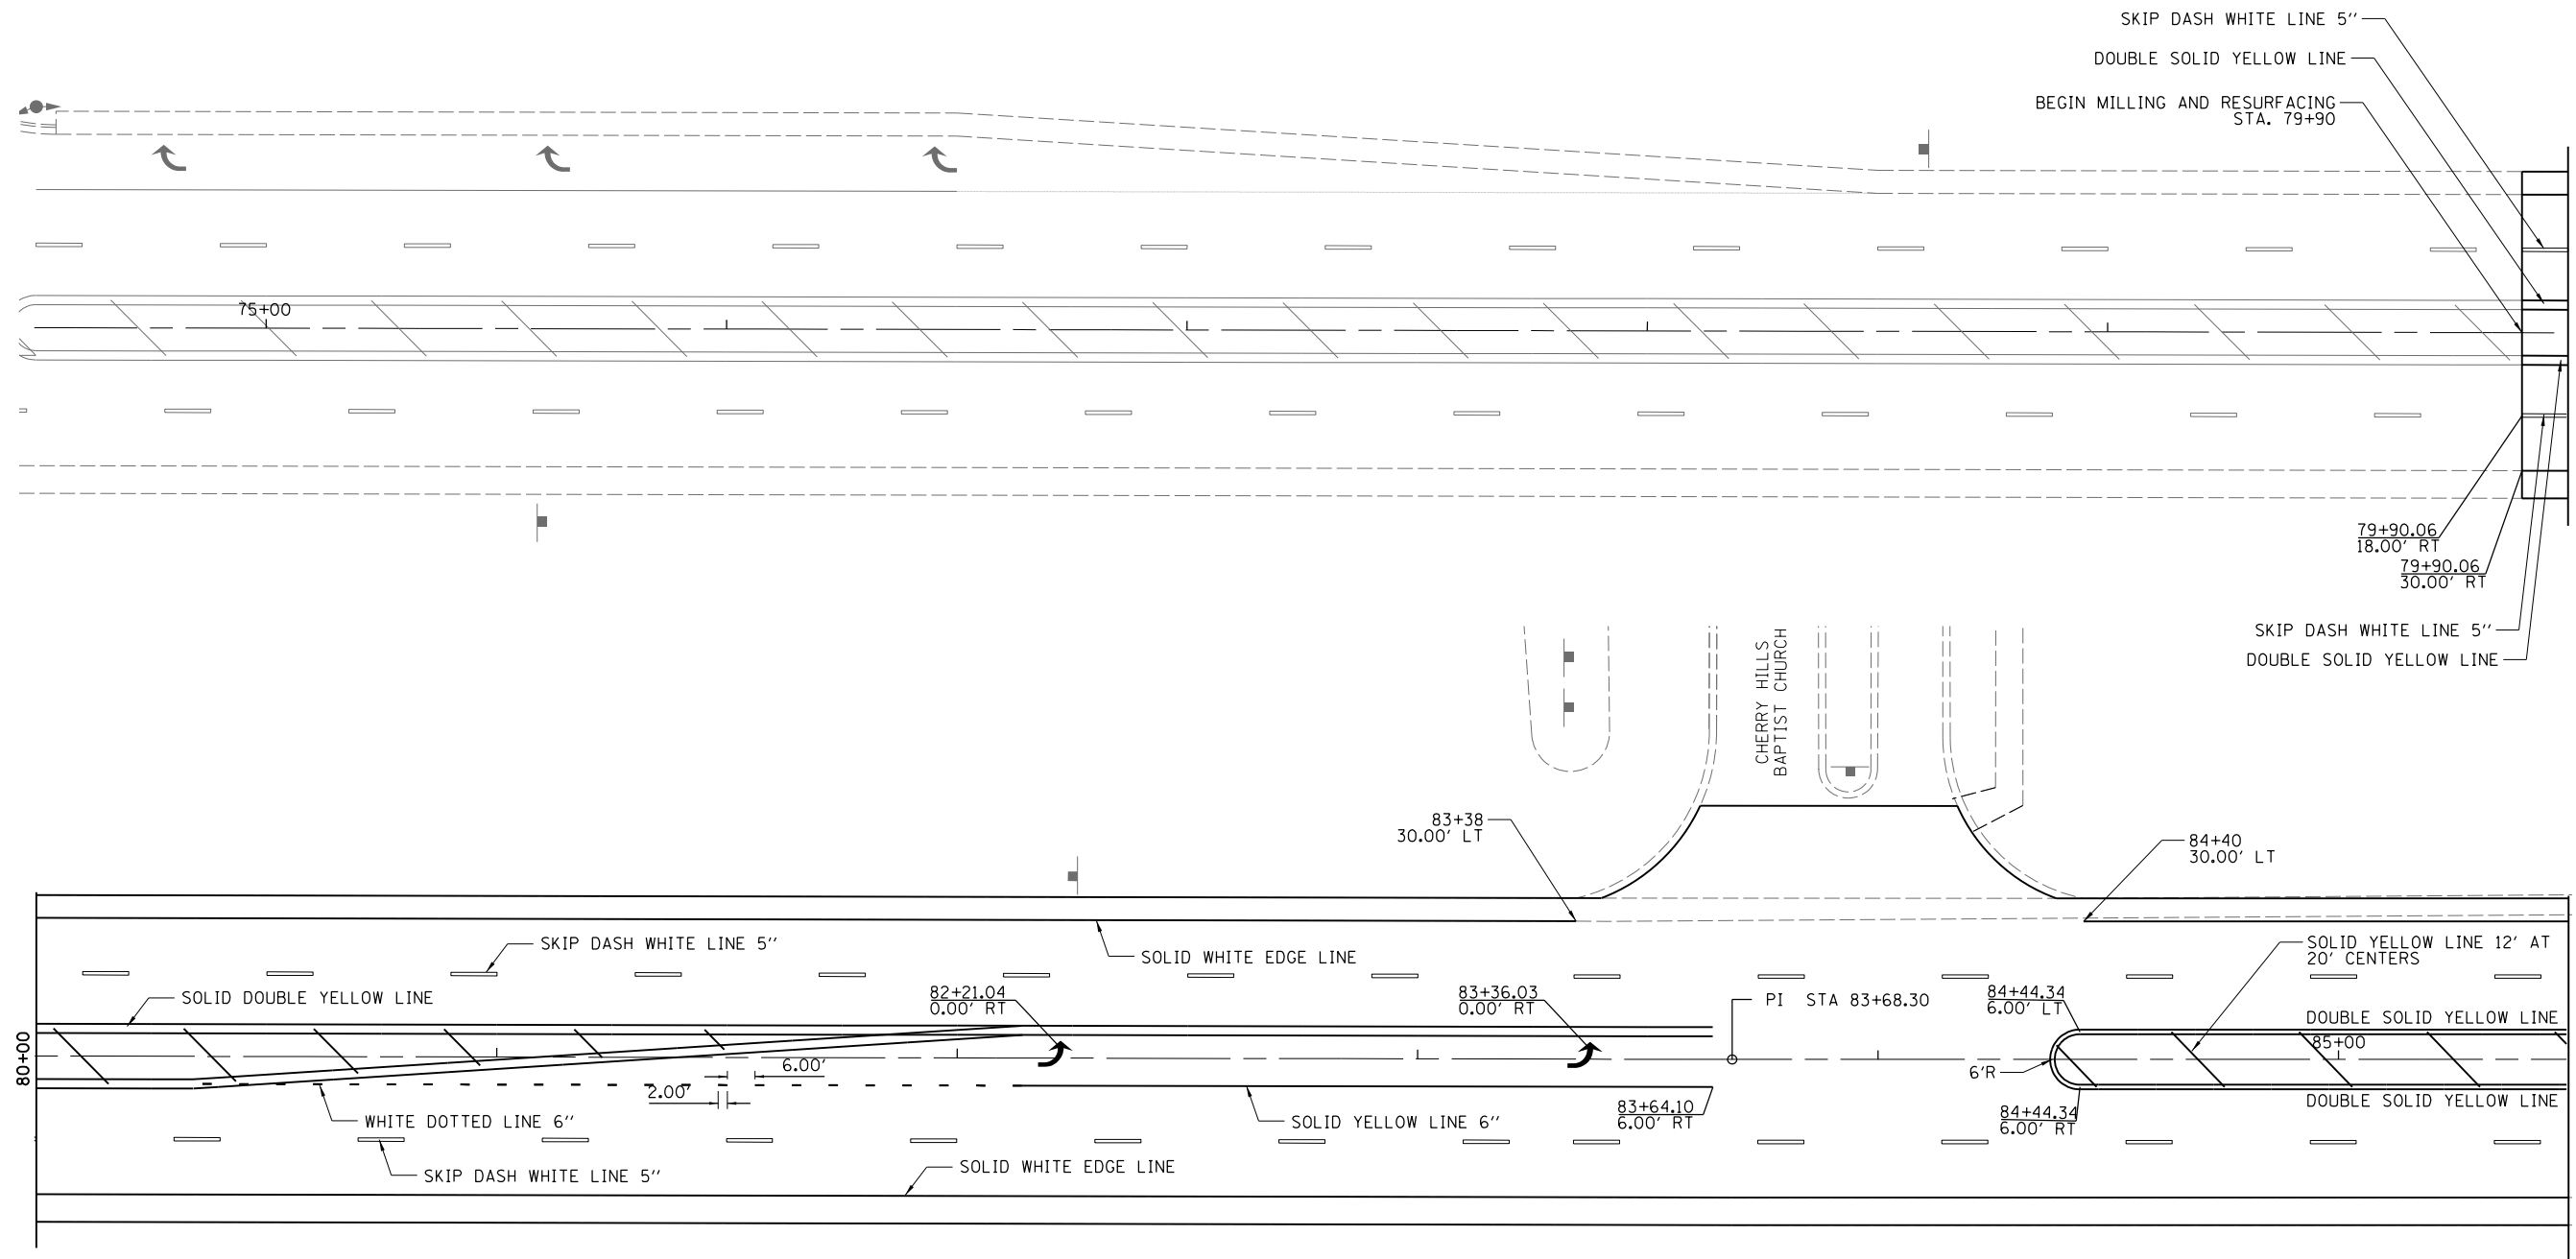 SKIP DASH WHITE LINE 5''
DOUBLE SOLID YELLOW LINE
BEGIN MILLING AND RESURFACING
STA. 79+90
75+00
79+90.06
18.00' RT
79+90.06
30.00' RT
SKIP DASH WHITE LINE 5''
DOUBLE SOLID YELLOW LINE
CHERRY HILLS
BAPTIST CHURCH
83+38
30.00' LT
84+40
30.00' LT
SKIP DASH WHITE LINE 5''
SOLID WHITE EDGE LINE
SOLID YELLOW LINE 12' AT
20' CENTERS
SOLID DOUBLE YELLOW LINE
82+21.04
0.00' RT
83+36.03
0.00' RT
PI STA 83+68.30
84+44.34
6.00' LT
DOUBLE SOLID YELLOW LINE
85+00
80+00
6.00'
2.00'
6'R
WHITE DOTTED LINE 6''
SOLID YELLOW LINE 6''
83+64.10
6.00' RT
84+44.34
6.00' RT
DOUBLE SOLID YELLOW LINE
SKIP DASH WHITE LINE 5''
SOLID WHITE EDGE LINE